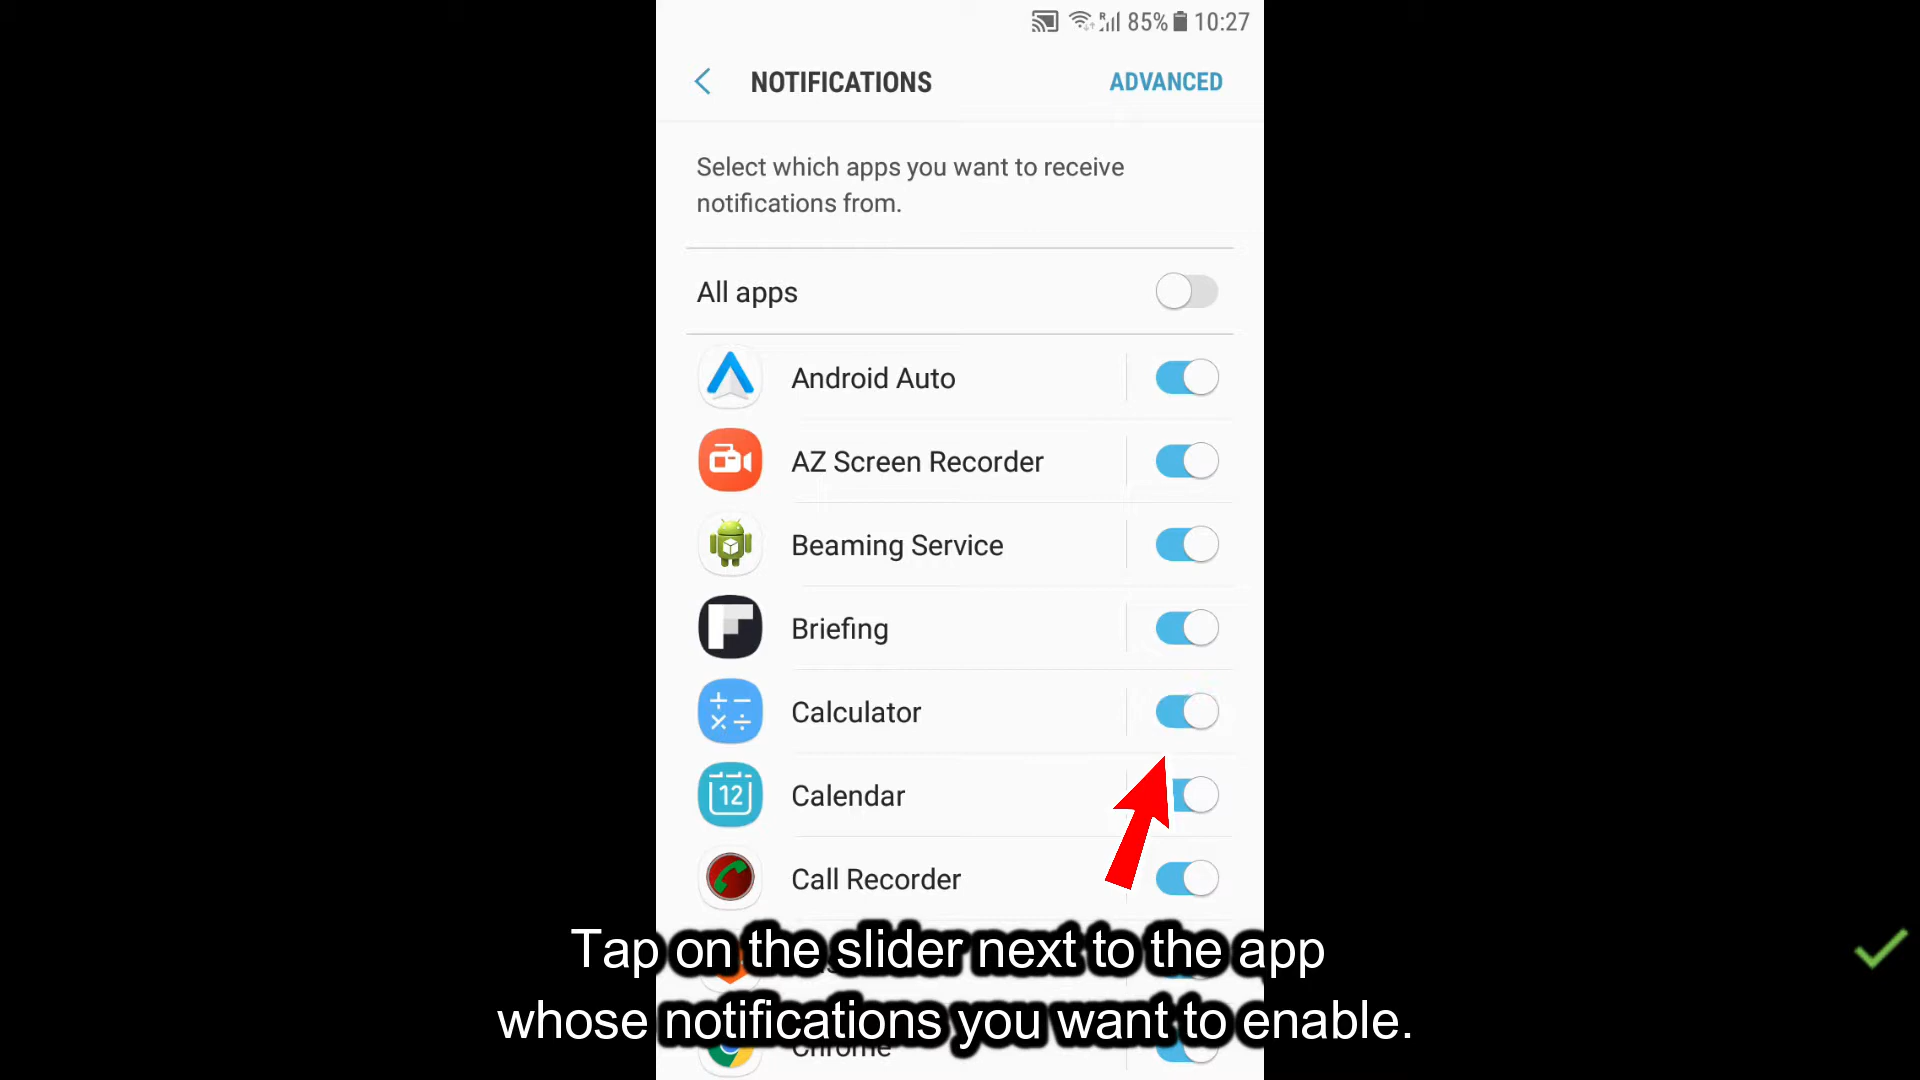 85% 10:27
NOTIFICATIONS ADVANCED
Select which apps you want to receive
notifications from.
All apps
Android Auto
AZ Screen Recorder
Beaming Service
Briefing
Calculator
12 Calendar
Call Recorder
Tap on the slider next to the app
whose notifications you want to enable.
Chrome